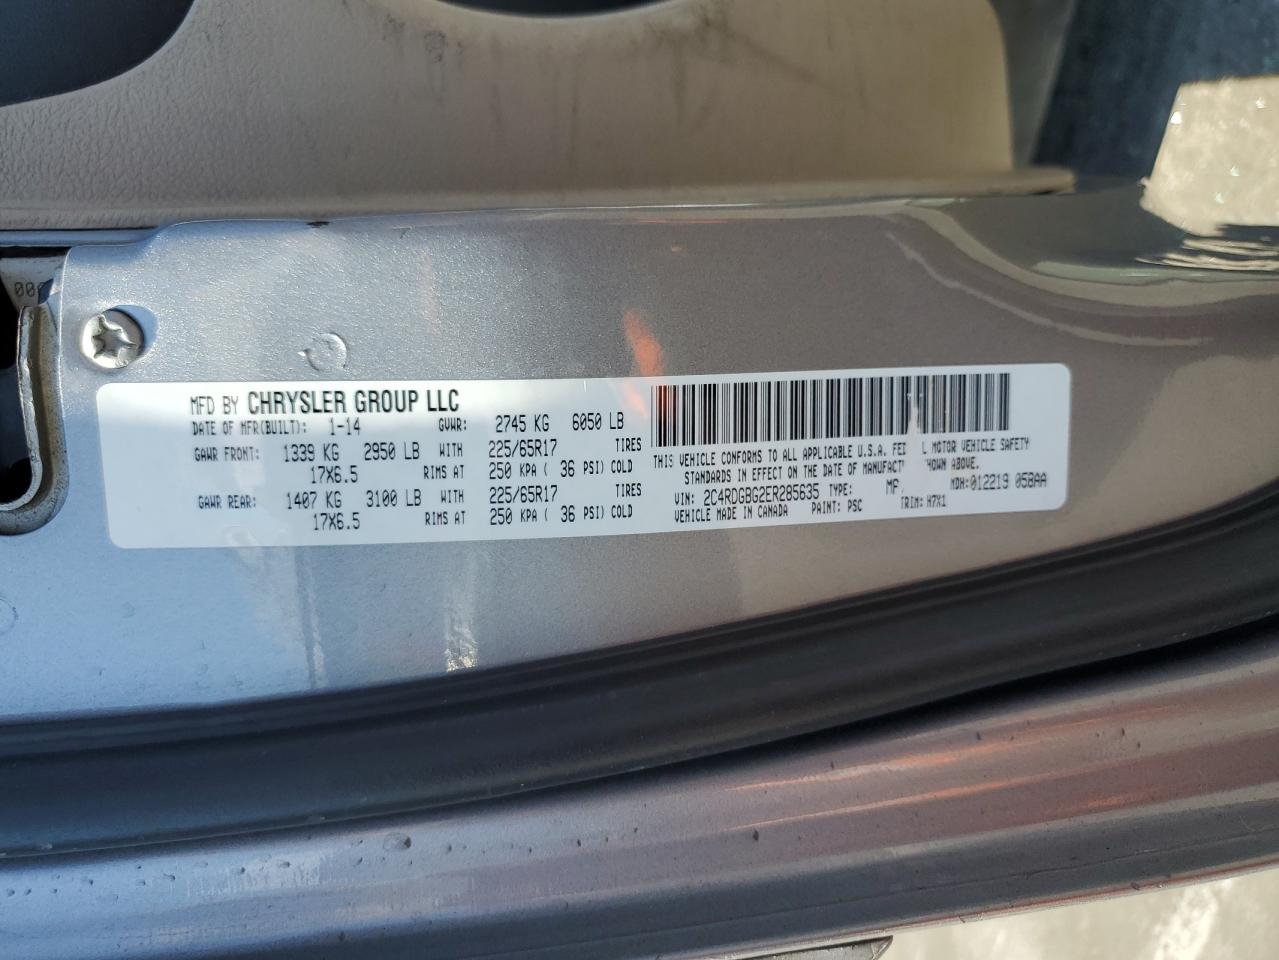 00
MFD BY CHRYSLER GROUP LLC
DATE OF MFR(BUILT): 1-14 GVWR: 2745 KG 6050 LB
GAWR FRONT: 1339 KG 2950 LB WITH 225/65R17 TIRES
17X6.5 RIMS AT 250 KPA ( 36 PSI) COLD
GAWR REAR: 1407 KG 3100 LB WITH 225/65R17 TIRES
17X6.5 RIMS AT 250 KPA ( 36 PSI) COLD
THIS VEHICLE CONFORMS TO ALL APPLICABLE U.S.A. FE L MOTOR VEHICLE SAFETY
STANDARDS IN EFFECT ON THE DATE OF MANUFACT HOWN ABOVE.
VIN: 2C4RDGBG2ER285635 TYPE: MP MDH:012219 058AA
VEHICLE MADE IN CANADA PAINT: PSC TRIM: H7X1